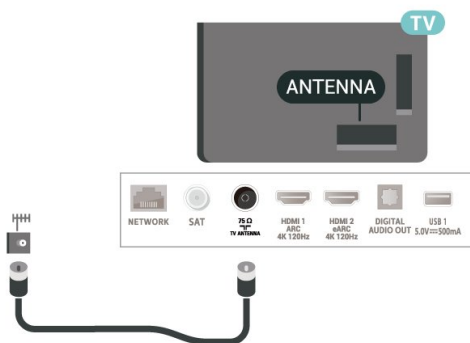 TV
ANTENNA
NETWORK
SAT
75 Ω
TV ANTENNA
HDMI 1
ARC
4K 120Hz
HDMI 2
eARC
4K 120Hz
DIGITAL
AUDIO OUT
USB 1
5.0V⎓500mA